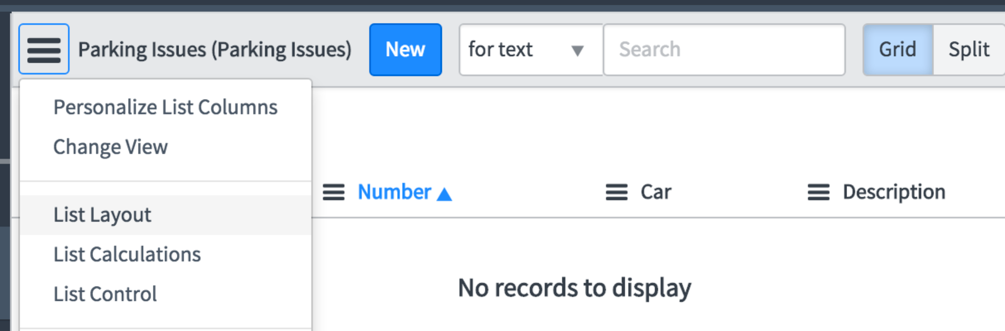 Parking Issues (Parking Issues) New for text ▼ Search Grid Split
Personalize List Columns
Change View
Number ▲ Car Description
List Layout
List Calculations
List Control
No records to display